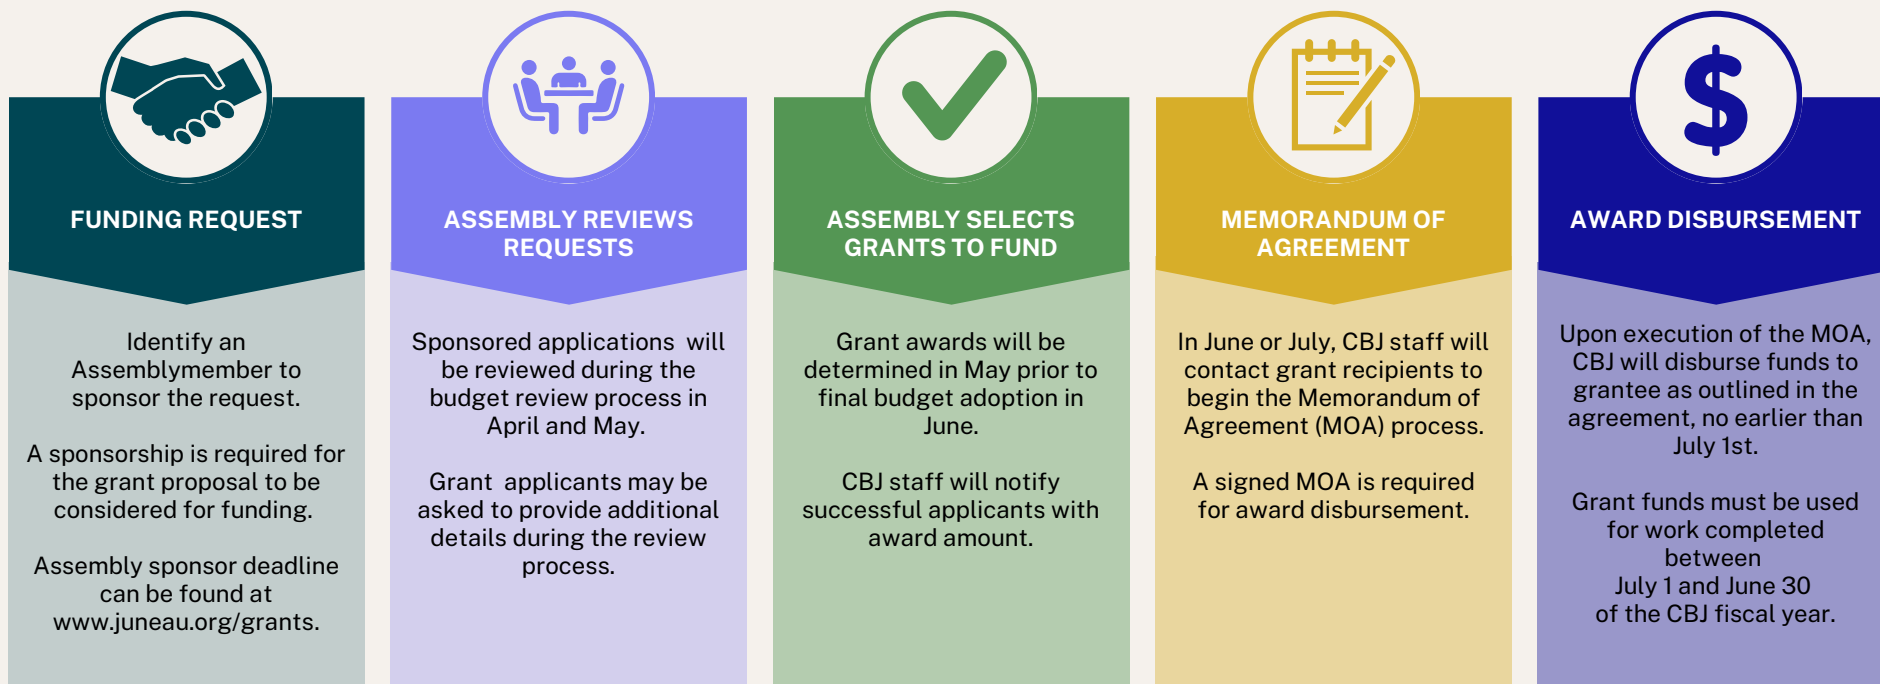 FUNDING REQUEST
Identify an
Assemblymember to
sponsor the request.
A sponsorship is required for
the grant proposal to be
considered for funding.
Assembly sponsor deadline
can be found at
www.juneau.org/grants.
ASSEMBLY REVIEWS
REQUESTS
Sponsored applications  will
be reviewed during the
budget review process in
April and May.
Grant  applicants may be
asked to provide additional
details during the review
process.
ASSEMBLY SELECTS
GRANTS TO FUND
Grant awards will be
determined in May prior to
final budget adoption in
June.
CBJ staff will notify
successful applicants with
award amount.
MEMORANDUM OF
AGREEMENT
In June or July, CBJ staff will
contact grant recipients to
begin the Memorandum of
Agreement (MOA) process.
A signed MOA is required
for award disbursement.
AWARD DISBURSEMENT
Upon execution of the MOA,
CBJ will disburse funds to
grantee as outlined in the
agreement, no earlier than
July 1st.
Grant funds must be used
for work completed
between
July 1 and June 30
of the CBJ fiscal year.